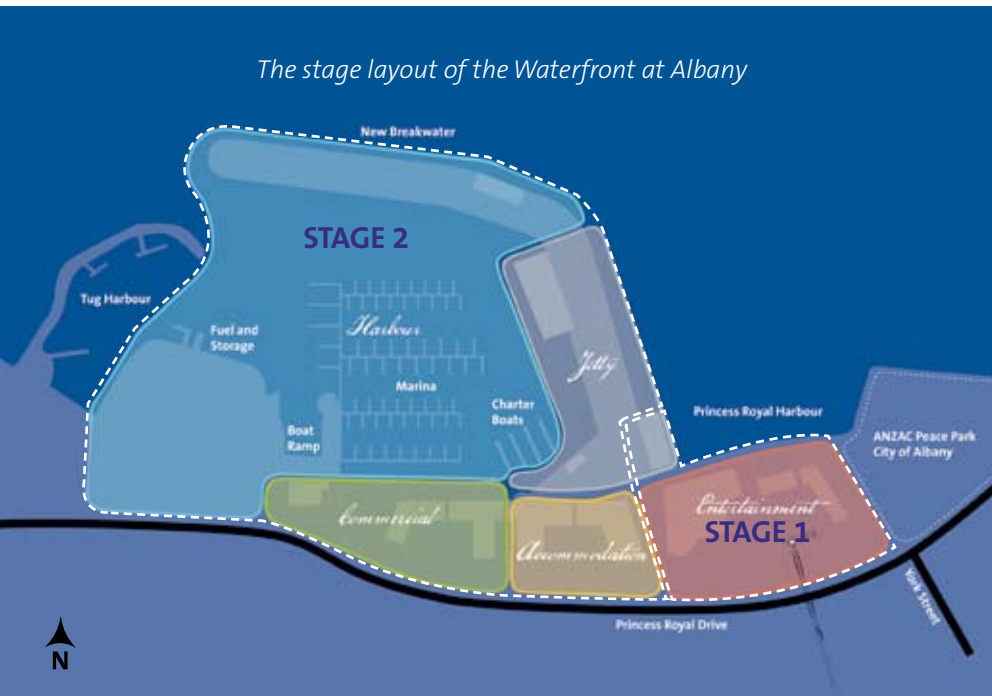 The stage layout of the Waterfront at Albany
New Breakwater
STAGE 2
Tug Harbour
Fuel and
Storage
Harbour
Marina
Charter
Boats
Boat
Ramp
Jetty
Princess Royal Harbour
ANZAC Peace Park
City of Albany
Commercial
Accommodation
Entertainment
STAGE 1
York Street
Princess Royal Drive
N